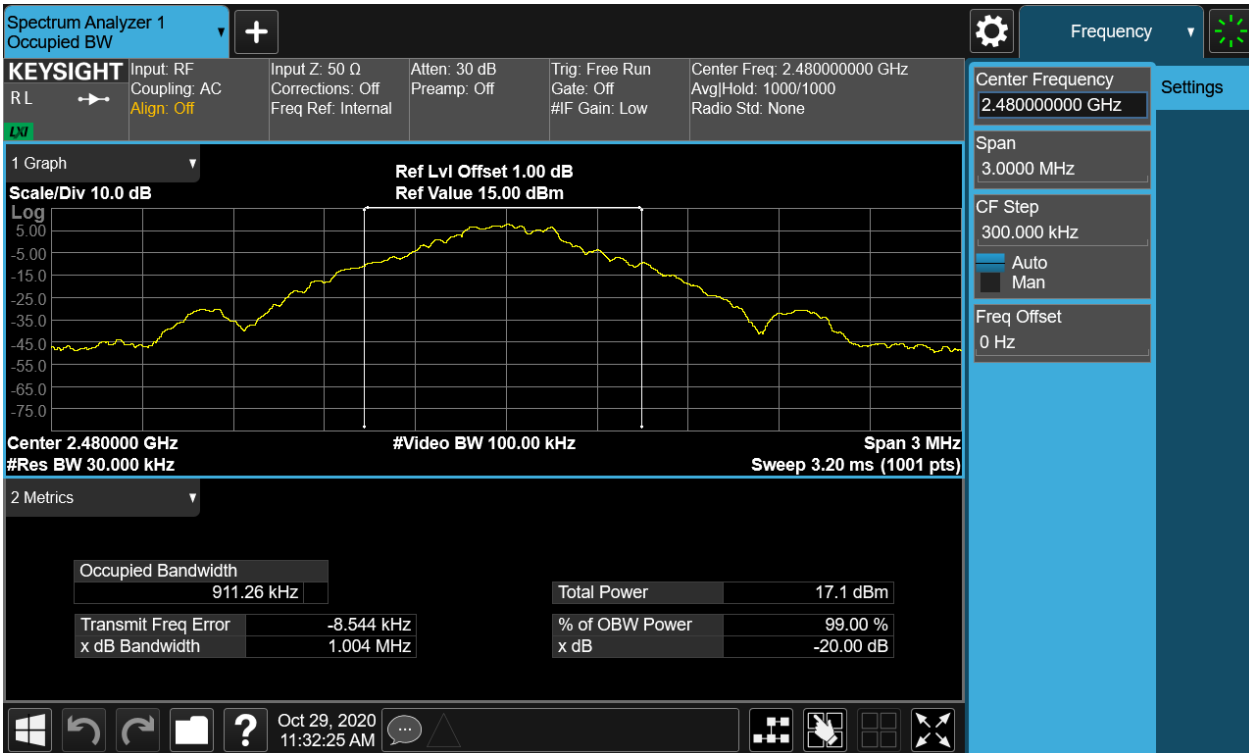 Spectrum Analyzer 1
Occupied BW
Frequency
KEYSIGHT
R L
LXI
Input: RF
Coupling: AC
Align: Off
Input Z: 50 Ω
Corrections: Off
Freq Ref: Internal
Atten: 30 dB
Preamp: Off
Trig: Free Run
Gate: Off
#IF Gain: Low
Center Freq: 2.480000000 GHz
Avg|Hold: 1000/1000
Radio Std: None
Center Frequency
2.480000000 GHz
Settings
Span
3.0000 MHz
CF Step
300.000 kHz
Auto
Man
Freq Offset
0 Hz
1 Graph
Scale/Div 10.0 dB
Ref Lvl Offset 1.00 dB
Ref Value 15.00 dBm
Log
5.00
-5.00
-15.0
-25.0
-35.0
-45.0
-55.0
-65.0
-75.0
Center 2.480000 GHz
#Video BW 100.00 kHz
Span 3 MHz
#Res BW 30.000 kHz
Sweep 3.20 ms (1001 pts)
2 Metrics
Occupied Bandwidth
911.26 kHz
Total Power 17.1 dBm
Transmit Freq Error -8.544 kHz
% of OBW Power 99.00 %
x dB Bandwidth 1.004 MHz
x dB -20.00 dB
?
Oct 29, 2020
11:32:25 AM